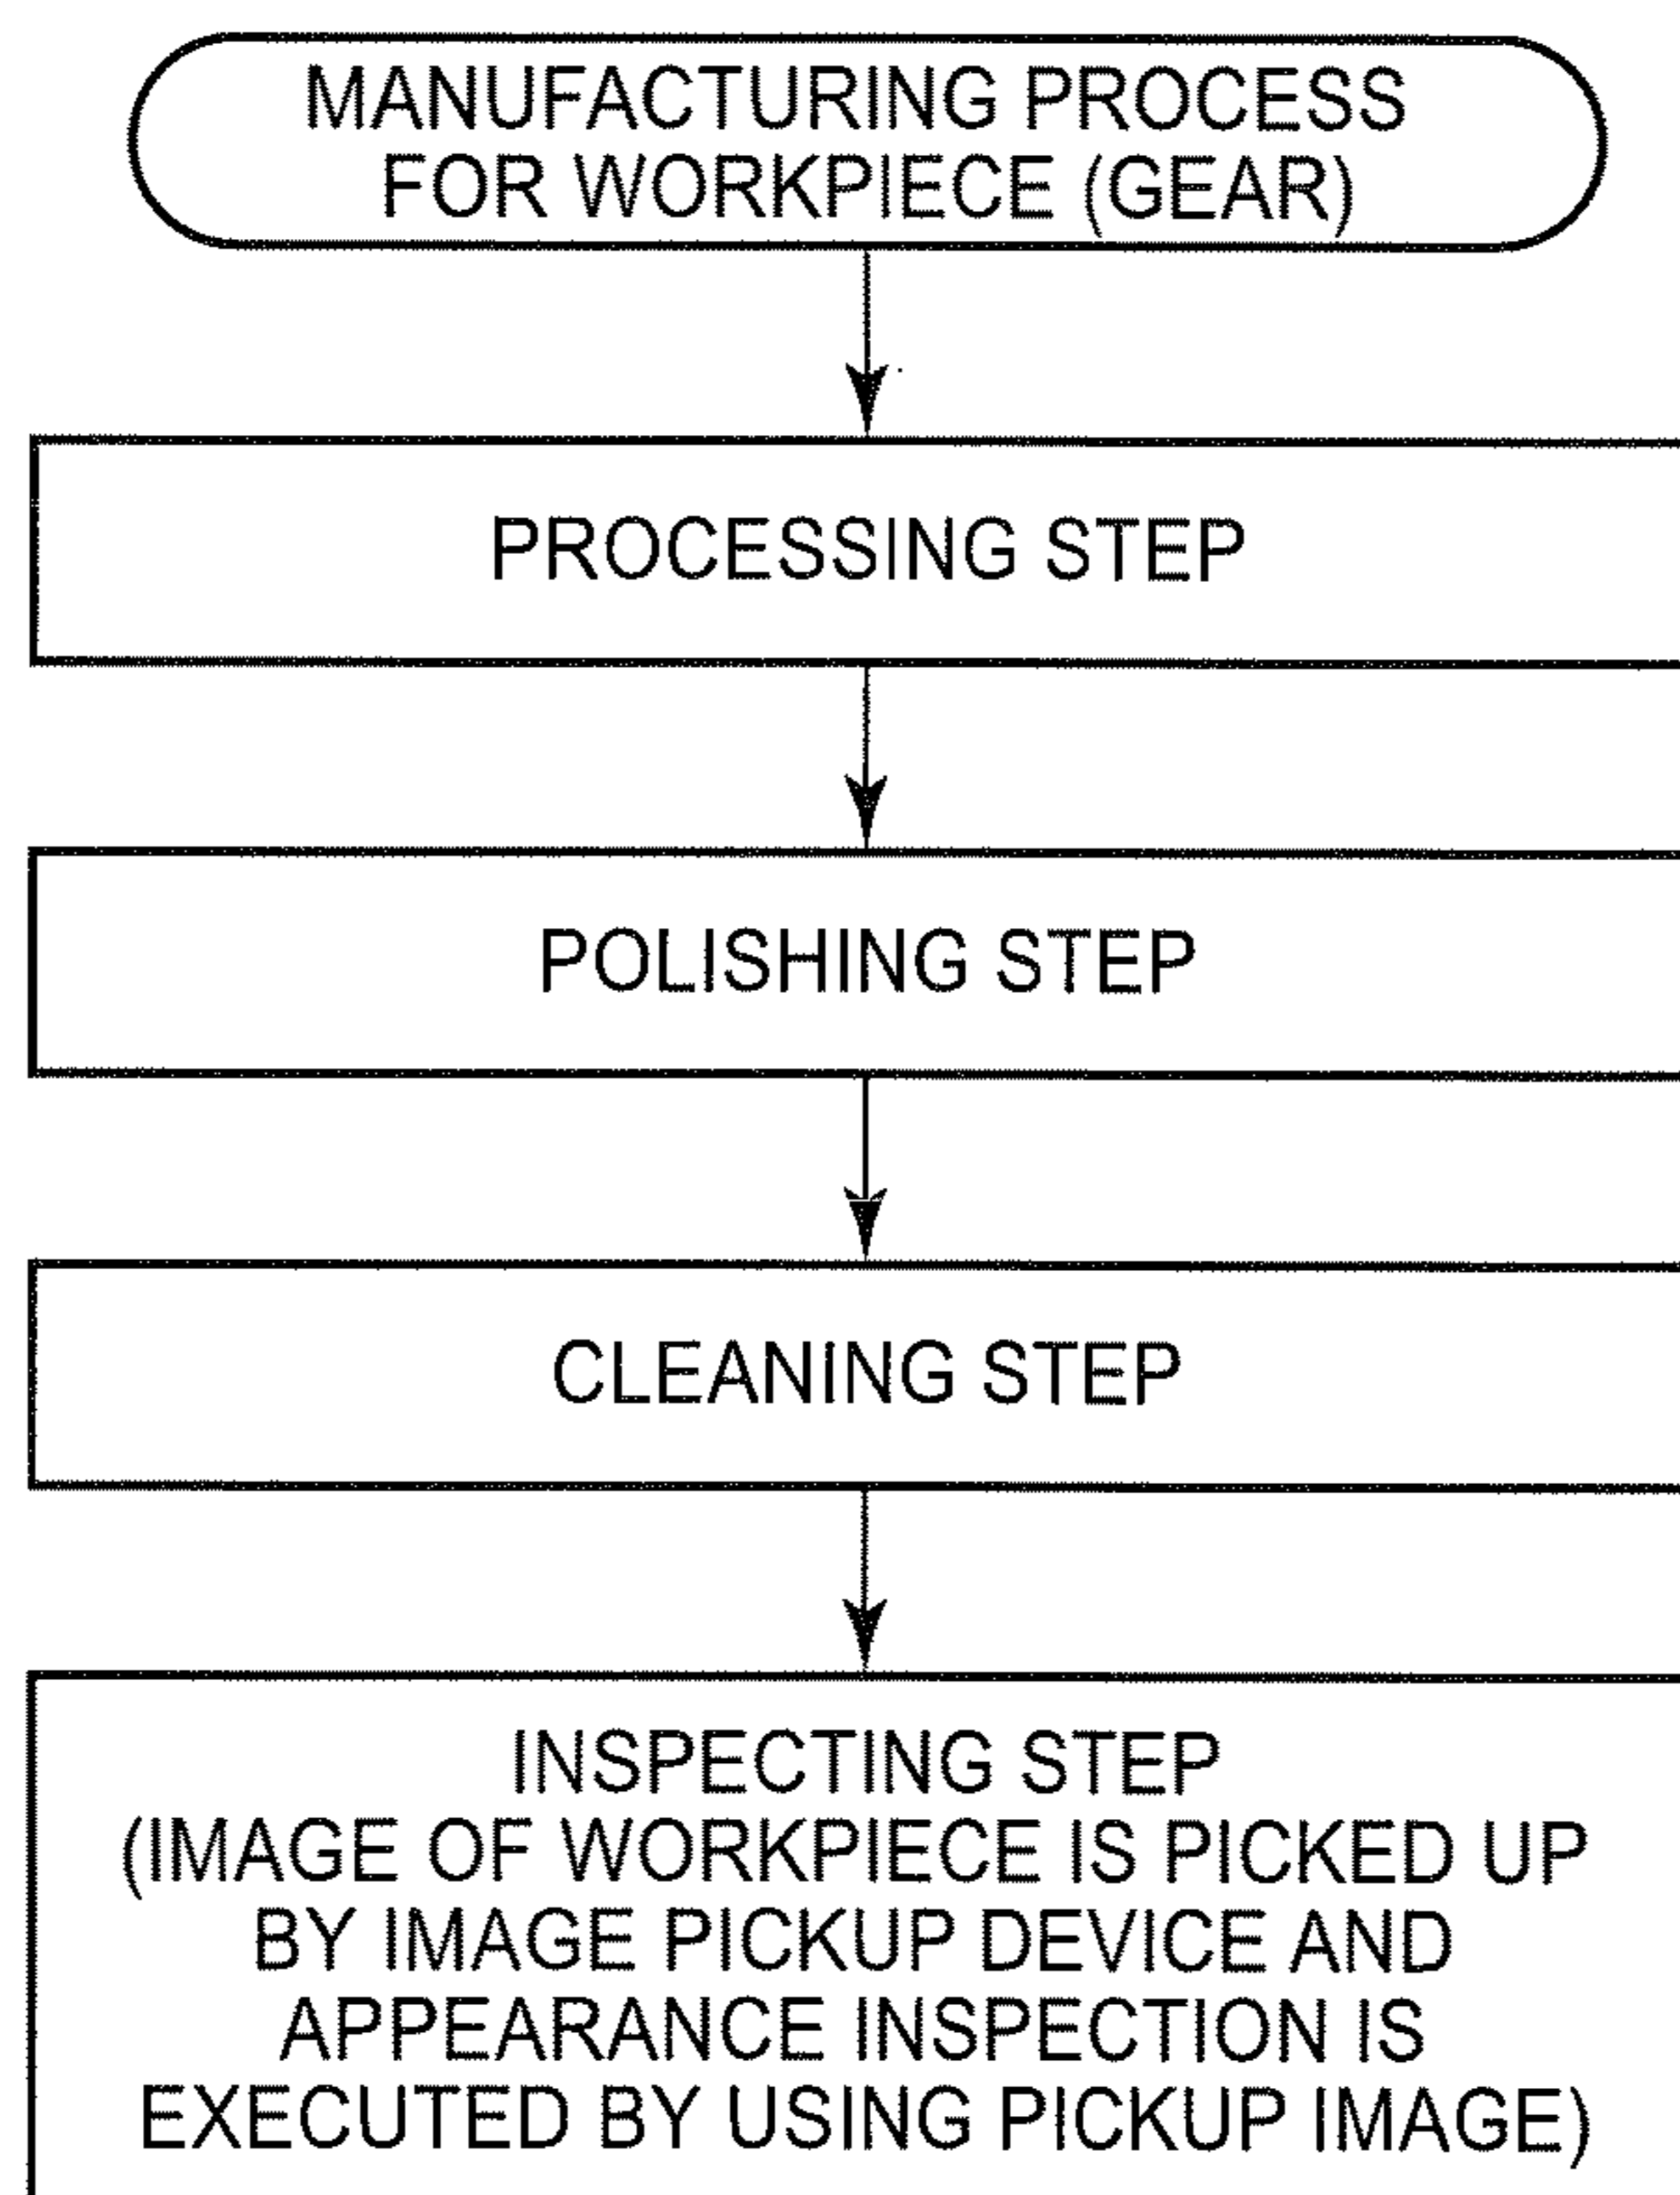 MANUFACTURING PROCESS
FOR WORKPIECE (GEAR)
PROCESSING STEP
POLISHING STEP
CLEANING STEP
INSPECTING STEP
(IMAGE OF WORKPIECE IS PICKED UP
BY IMAGE PICKUP DEVICE AND
APPEARANCE INSPECTION IS
EXECUTED BY USING PICKUP IMAGE)